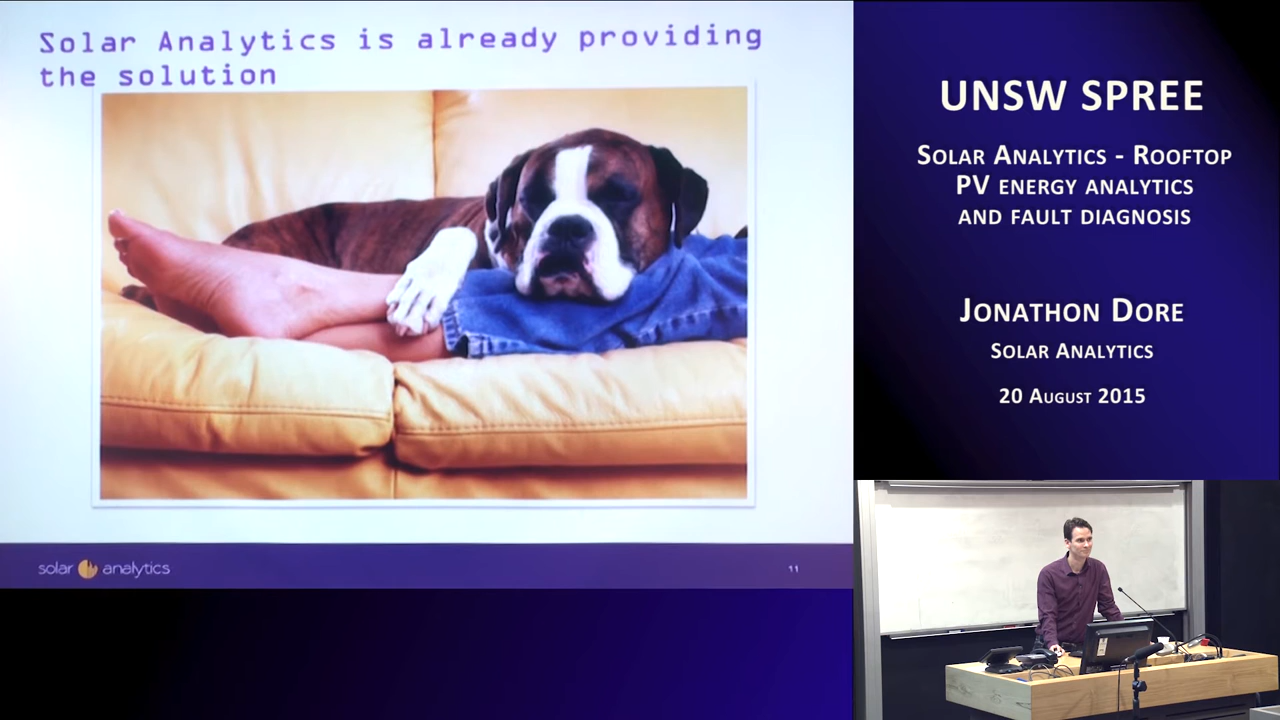 Solar Analytics is already providing
the solution
solar analytics
11
UNSW SPREE
Solar Analytics - Rooftop
PV energy analytics
and fault diagnosis
Jonathon Dore
Solar Analytics
20 August 2015